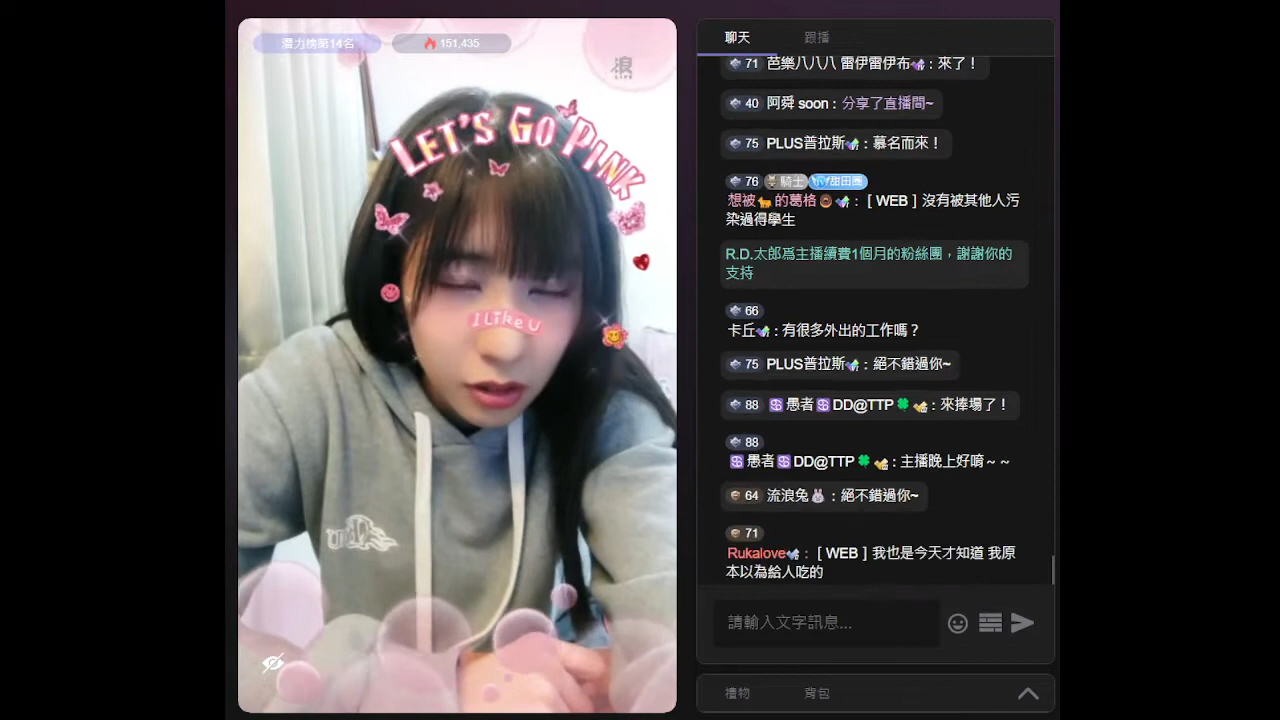 潛力榜第14名
151,435
浪
LIVE
LET'S GO PINK
I Like U
聊天
跟播
71 芭樂八八八 雷伊雷伊布：來了！
40 阿舜 soon：分享了直播間~
75 PLUS普拉斯：慕名而來！
76 騎士 甜田圈
想被的葛格：[ WEB ] 沒有被其他人污
染過得學生
R.D.太郎爲主播續費1個月的粉絲團，謝謝你的
支持
66
卡丘：有很多外出的工作嗎？
75 PLUS普拉斯：絕不錯過你~
88 愚者DD@TTP：來捧場了！
88
愚者DD@TTP：主播晚上好唷～～
64 流浪兔：絕不錯過你~
71
Rukalove：[ WEB ] 我也是今天才知道 我原
本以為給人吃的
請輸入文字訊息...
禮物
背包